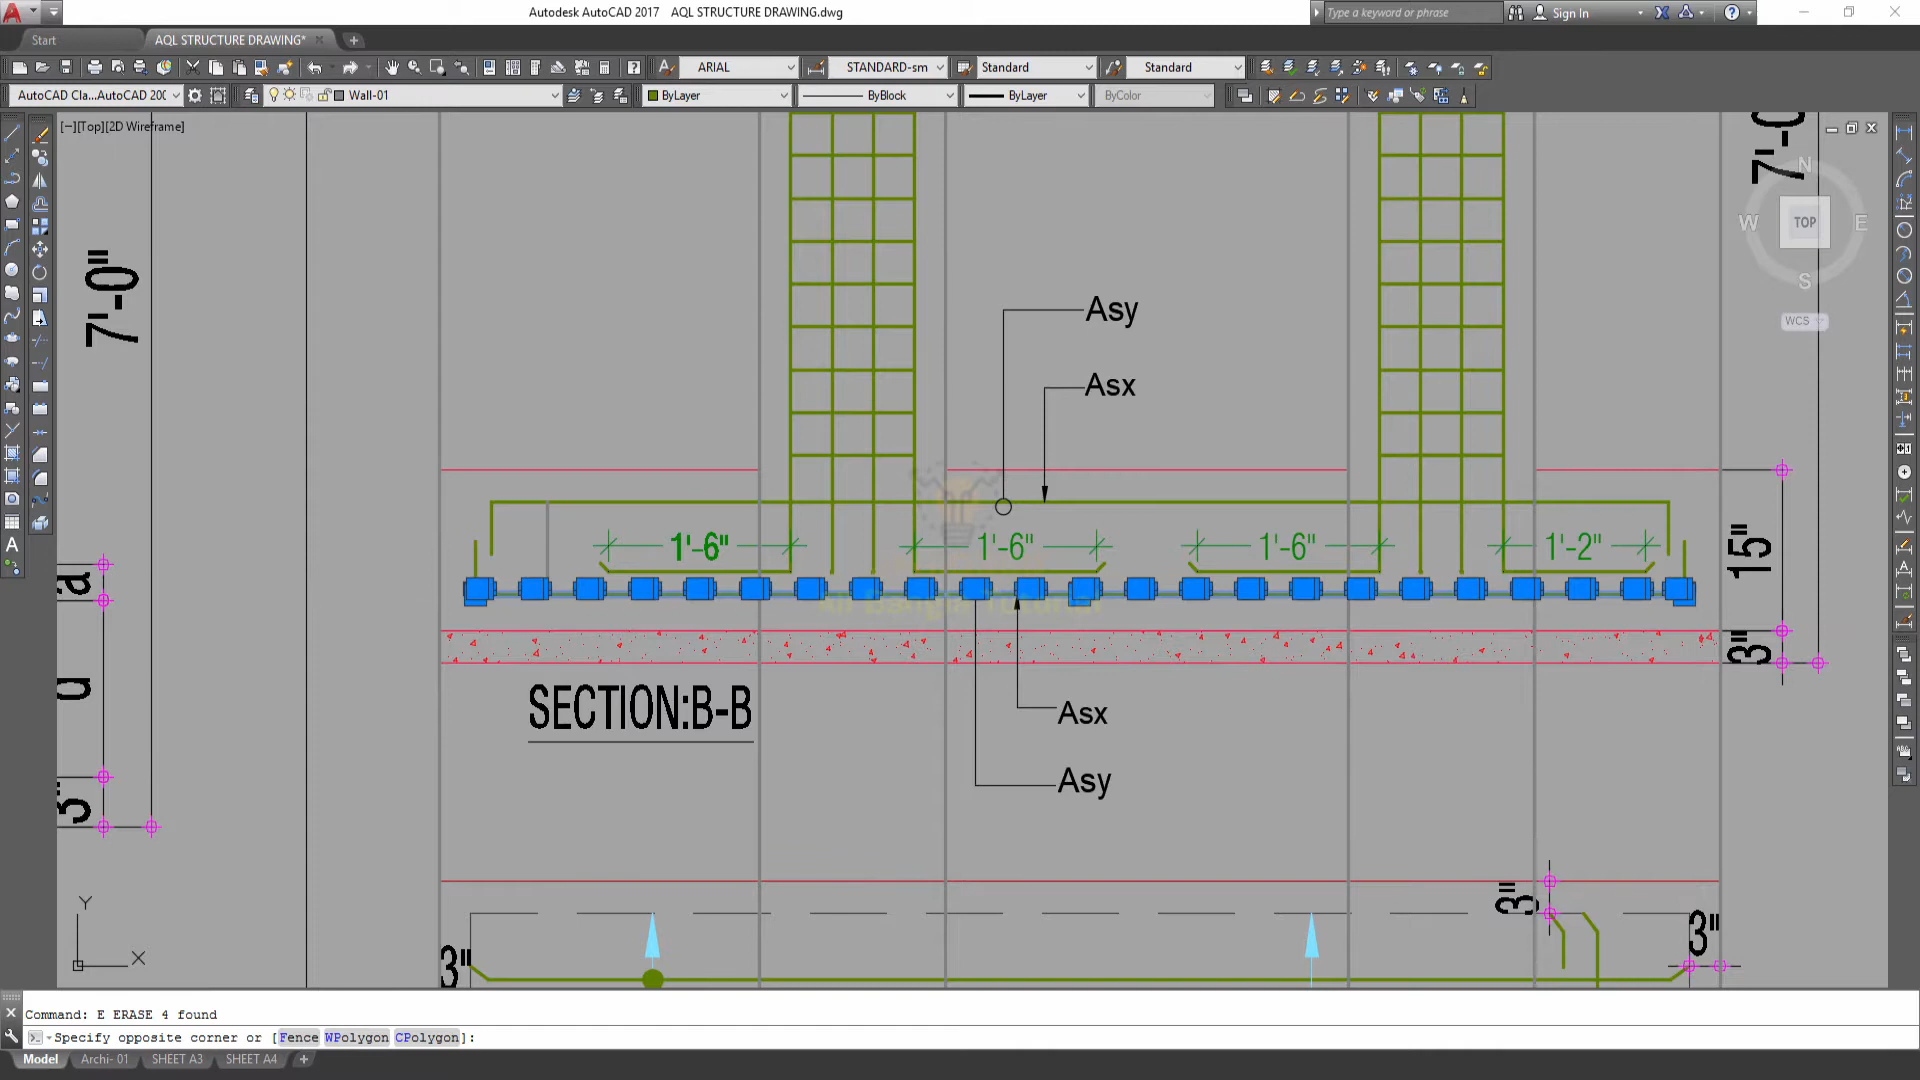 Autodesk AutoCAD 2017 AQL STRUCTURE DRAWING.dwg
Type a keyword or phrase
Sign In
Start
AQL STRUCTURE DRAWING*
ARIAL
STANDARD-sm
Standard
Standard
AutoCAD Cla...AutoCAD 200
Wall-01
ByLayer
ByBlock
ByLayer
ByColor
[−][Top][2D Wireframe]
7'-0"
N
W
TOP
E
S
WCS
7'-0"
Asy
Asx
1'-6"
1'-6"
1'-6"
1'-2"
15"
3"
a
d
3"
All Bangla Tutorial
SECTION:B-B
Asx
Asy
3"
3"
3"
Y
X
Command: E ERASE 4 found
Specify opposite corner or [Fence WPolygon CPolygon]:
Model
Archi- 01
SHEET A3
SHEET A4